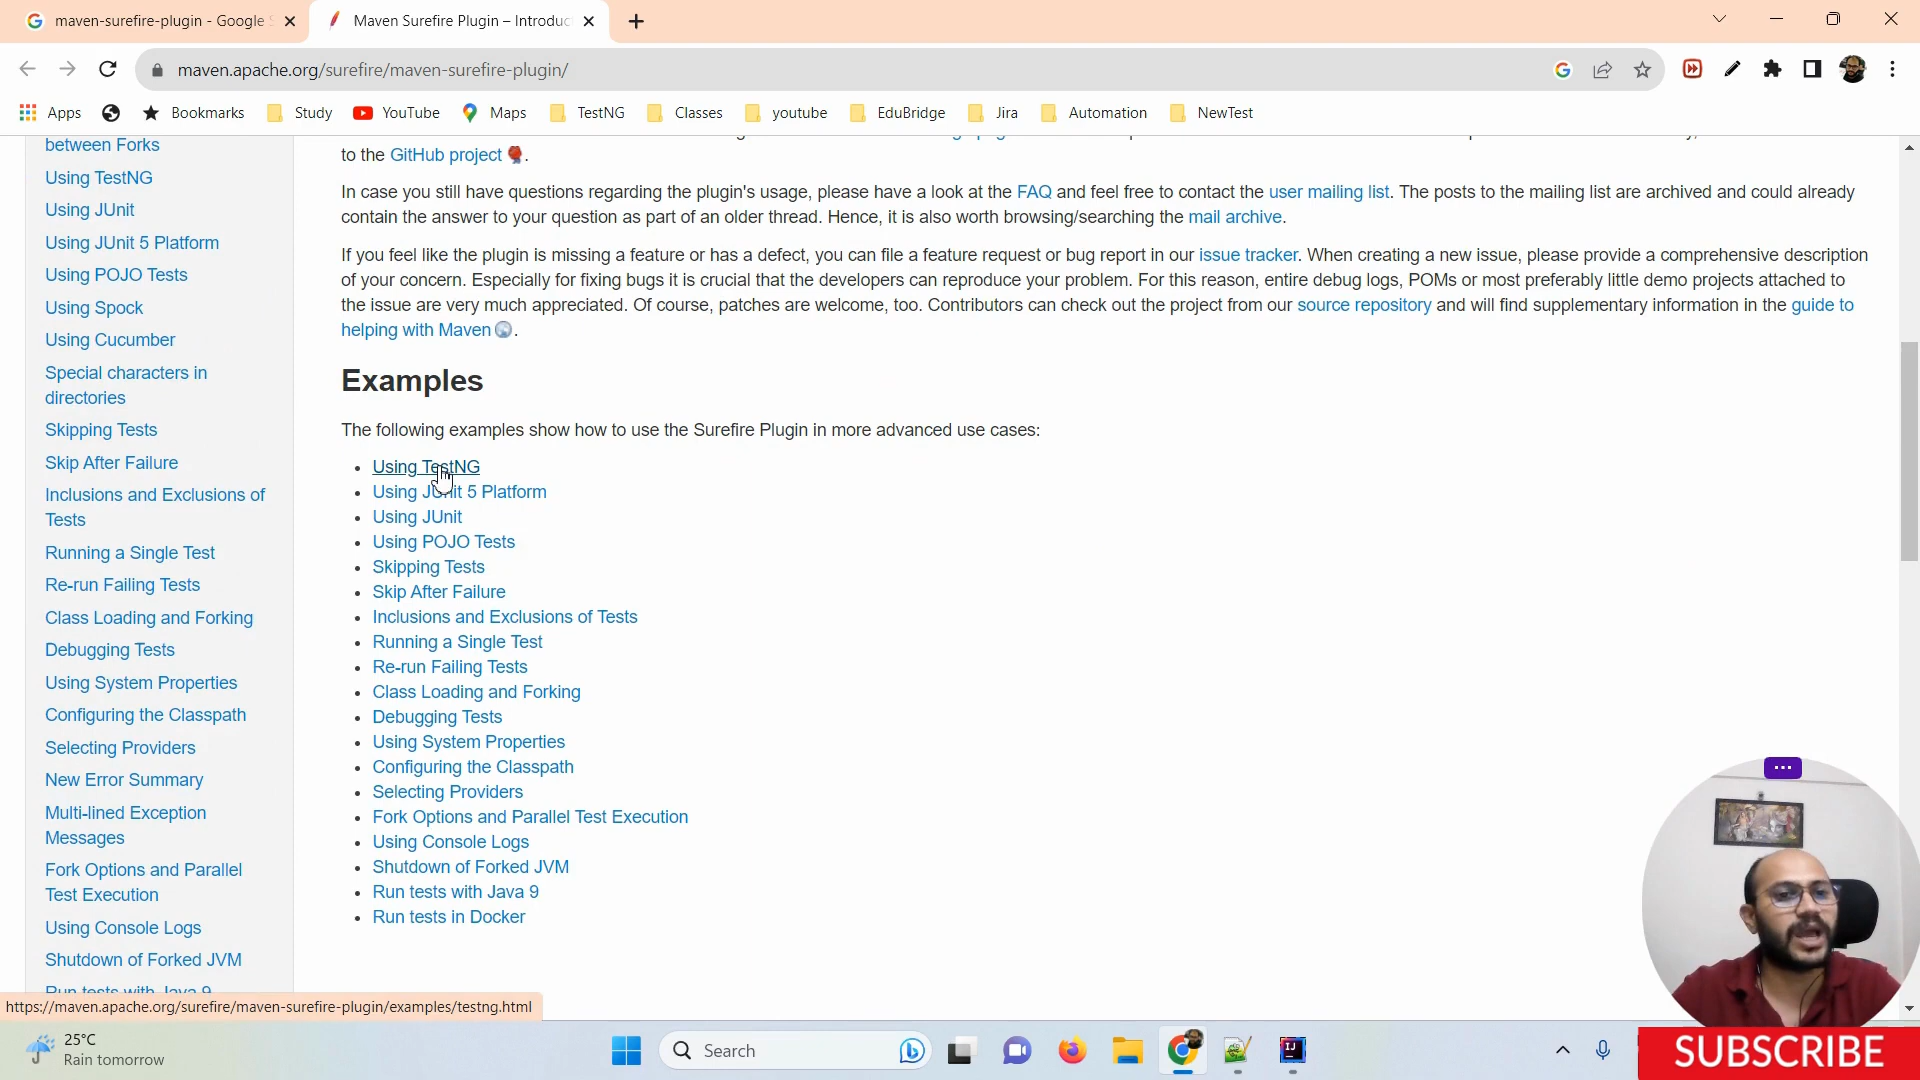 maven-surefire-plugin - Google S
Maven Surefire Plugin – Introduc
maven.apache.org/surefire/maven-surefire-plugin/
Apps
Bookmarks
Study
YouTube
Maps
TestNG
Classes
youtube
EduBridge
Jira
Automation
NewTest
between Forks
Using TestNG
Using JUnit
Using JUnit 5 Platform
Using POJO Tests
Using Spock
Using Cucumber
Special characters in
directories
Skipping Tests
Skip After Failure
Inclusions and Exclusions of
Tests
Running a Single Test
Re-run Failing Tests
Class Loading and Forking
Debugging Tests
Using System Properties
Configuring the Classpath
Selecting Providers
New Error Summary
Multi-lined Exception
Messages
Fork Options and Parallel
Test Execution
Using Console Logs
Shutdown of Forked JVM
Run tests with Java 9
to the GitHub project .
In case you still have questions regarding the plugin's usage, please have a look at the FAQ and feel free to contact the user mailing list. The posts to the mailing list are archived and could already
contain the answer to your question as part of an older thread. Hence, it is also worth browsing/searching the mail archive.
If you feel like the plugin is missing a feature or has a defect, you can file a feature request or bug report in our issue tracker. When creating a new issue, please provide a comprehensive description
of your concern. Especially for fixing bugs it is crucial that the developers can reproduce your problem. For this reason, entire debug logs, POMs or most preferably little demo projects attached to
the issue are very much appreciated. Of course, patches are welcome, too. Contributors can check out the project from our source repository and will find supplementary information in the guide to
helping with Maven .
Examples
The following examples show how to use the Surefire Plugin in more advanced use cases:
• Using TestNG
• Using JUnit 5 Platform
• Using JUnit
• Using POJO Tests
• Skipping Tests
• Skip After Failure
• Inclusions and Exclusions of Tests
• Running a Single Test
• Re-run Failing Tests
• Class Loading and Forking
• Debugging Tests
• Using System Properties
• Configuring the Classpath
• Selecting Providers
• Fork Options and Parallel Test Execution
• Using Console Logs
• Shutdown of Forked JVM
• Run tests with Java 9
• Run tests in Docker
https://maven.apache.org/surefire/maven-surefire-plugin/examples/testng.html
25°C
Rain tomorrow
Search
IJ
SUBSCRIBE